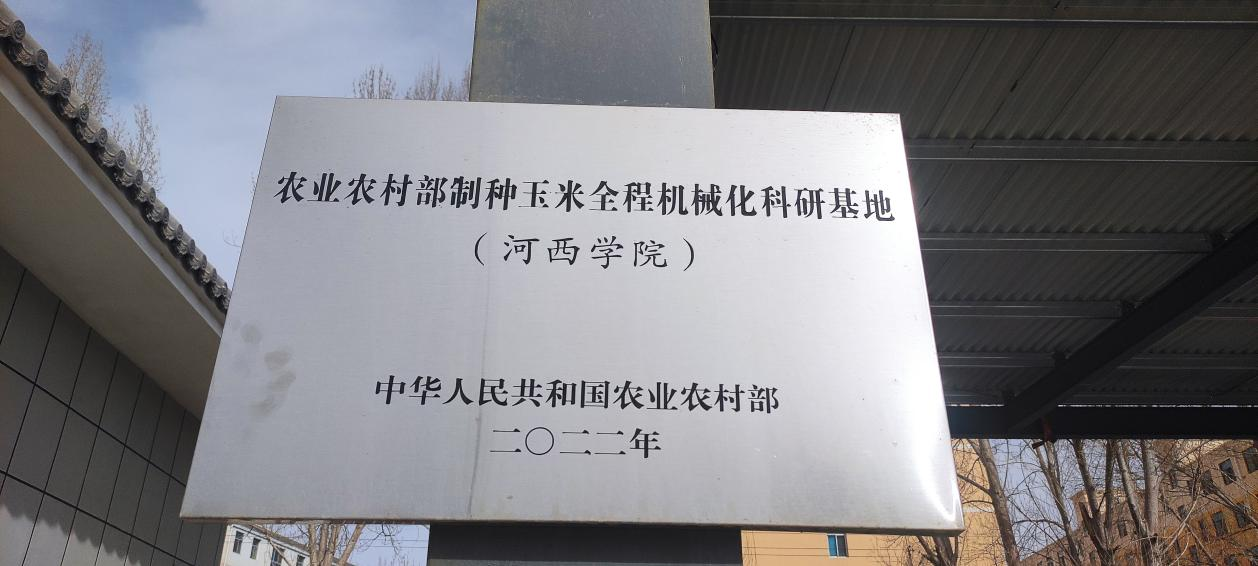 农业农村部制种玉米全程机械化科研基地
（河西学院）
中华人民共和国农业农村部
二〇二二年